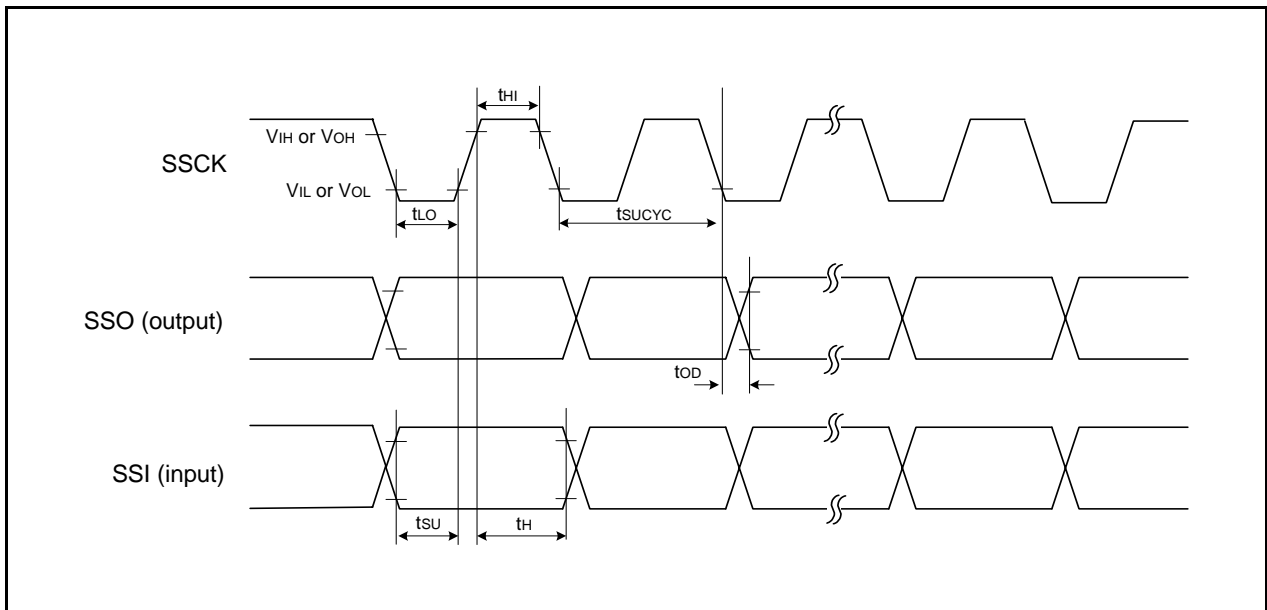 tHI
VIH or VOH
SSCK
VIL or VOL
tLO
tSUCYC
SSO (output)
tOD
SSI (input)
tSU
tH